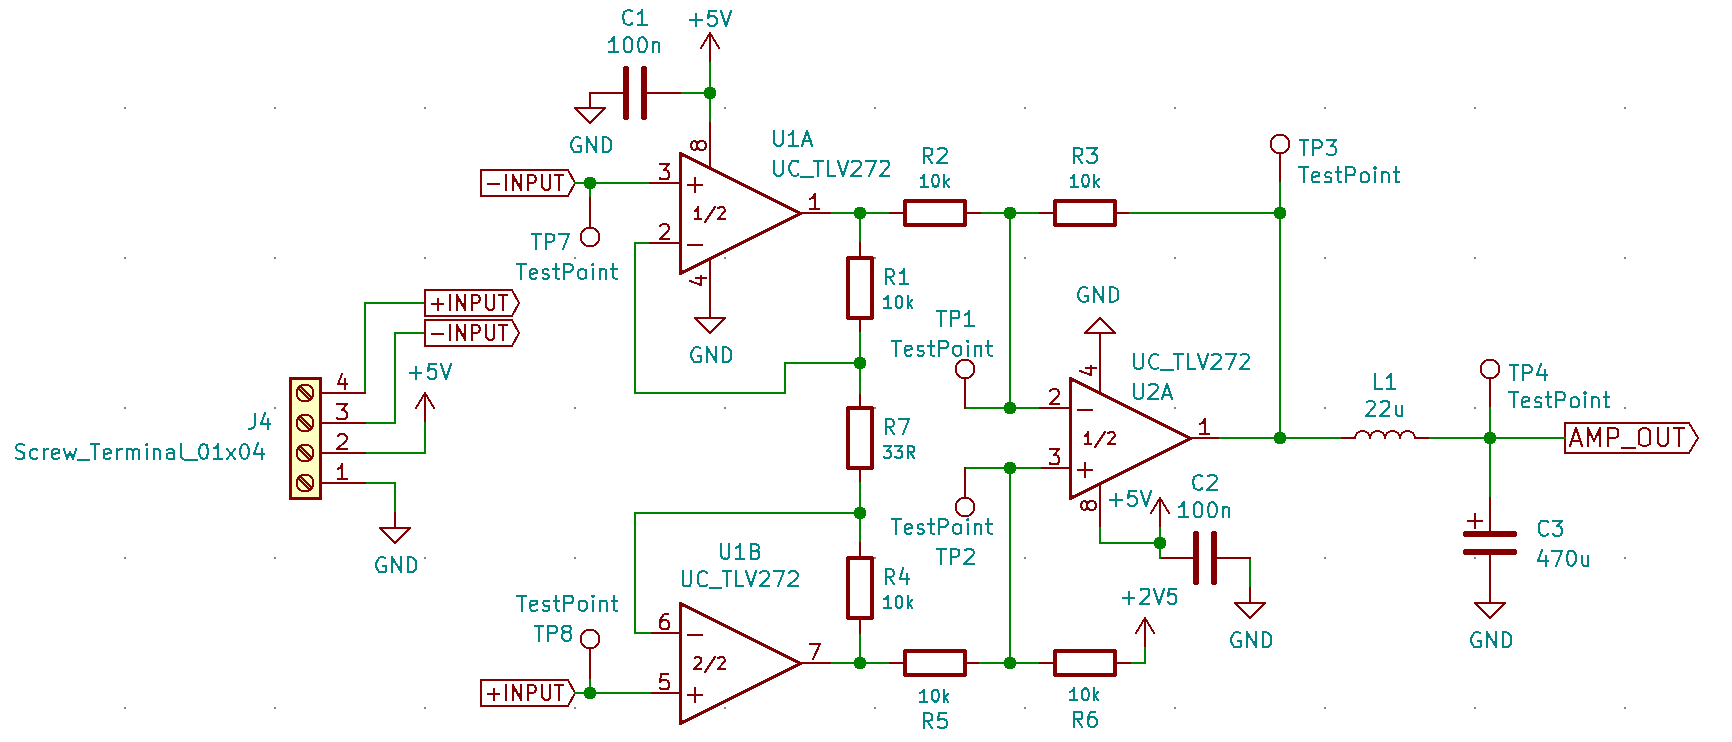 C1
100n
+5V
GND
8
U1A
UC_TLV272
-INPUT
3
+
1/2
1
2
-
4
GND
TP7
TestPoint
R2
10k
R3
10k
TP3
TestPoint
R1
10k
+INPUT
-INPUT
+5V
J4
Screw_Terminal_01x04
4
3
2
1
GND
R7
33R
TP1
TestPoint
GND
4
UC_TLV272
U2A
2
-
1/2
1
3
+
8
TestPoint
TP2
+5V
C2
100n
GND
L1
22u
TP4
TestPoint
AMP_OUT
+
C3
470u
GND
U1B
UC_TLV272
TestPoint
TP8
6
-
2/2
7
5
+
+INPUT
R4
10k
10k
R5
+2V5
10k
R6